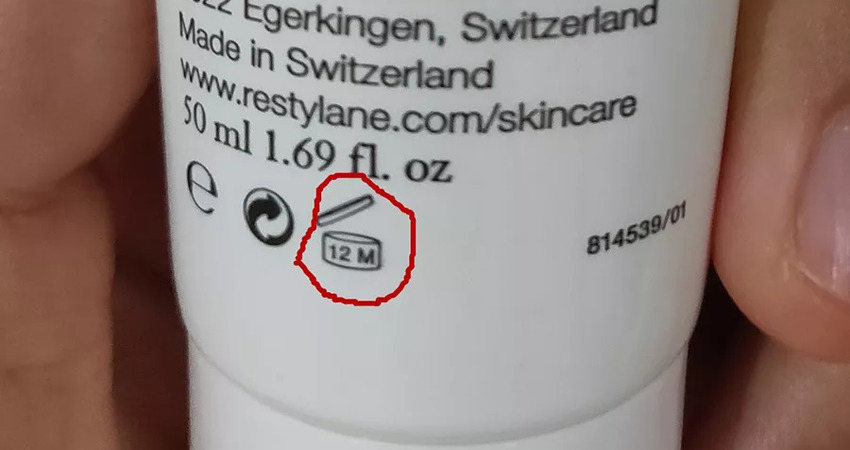 Egerkingen, Switzerland
Made in Switzerland
www.restylane.com/skincare
50 ml 1.69 fl. oz
e
12 M
814539/01